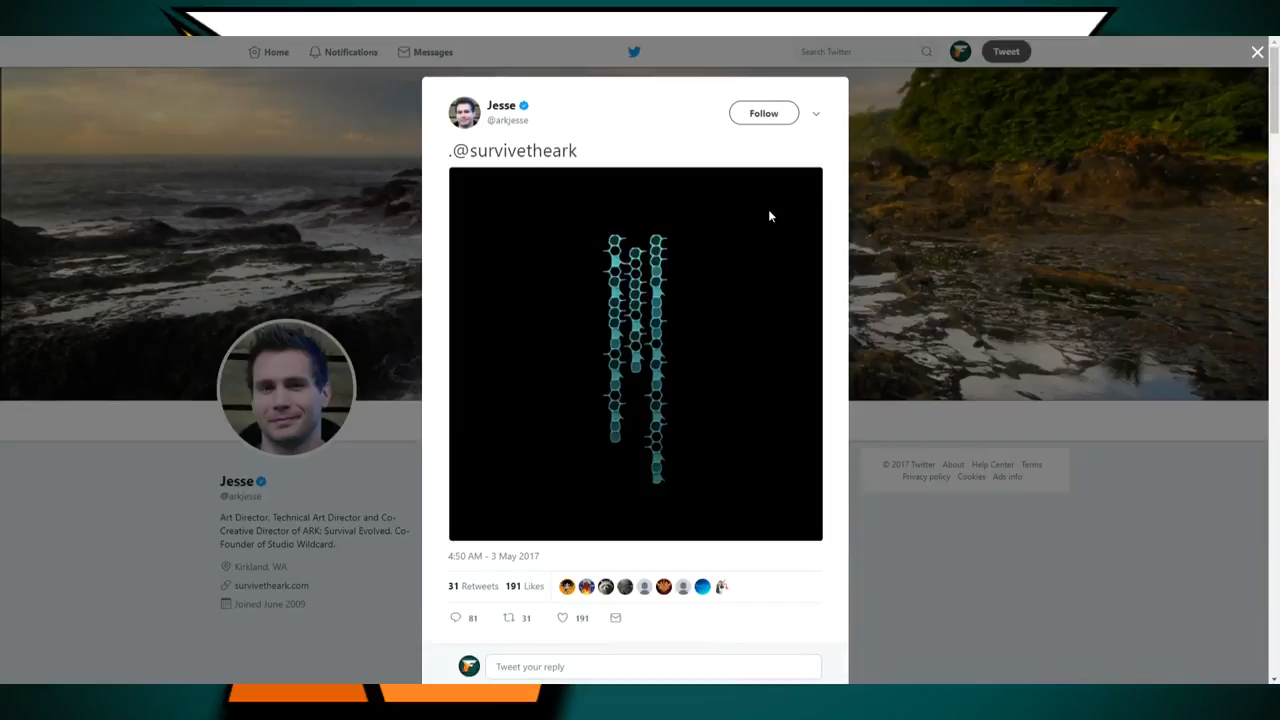 Home
Notifications
Messages
Search Twitter
Tweet
Jesse
@arkjesse
Follow
.@survivetheark
4:50 AM - 3 May 2017
31 Retweets 191 Likes
81
31
191
Tweet your reply
Jesse
@arkjesse
Art Director, Technical Art Director and Co-
Creative Director of ARK: Survival Evolved. Co-
Founder of Studio Wildcard.
Kirkland, WA
survivetheark.com
Joined June 2009
© 2017 Twitter About Help Center Terms
Privacy policy Cookies Ads info